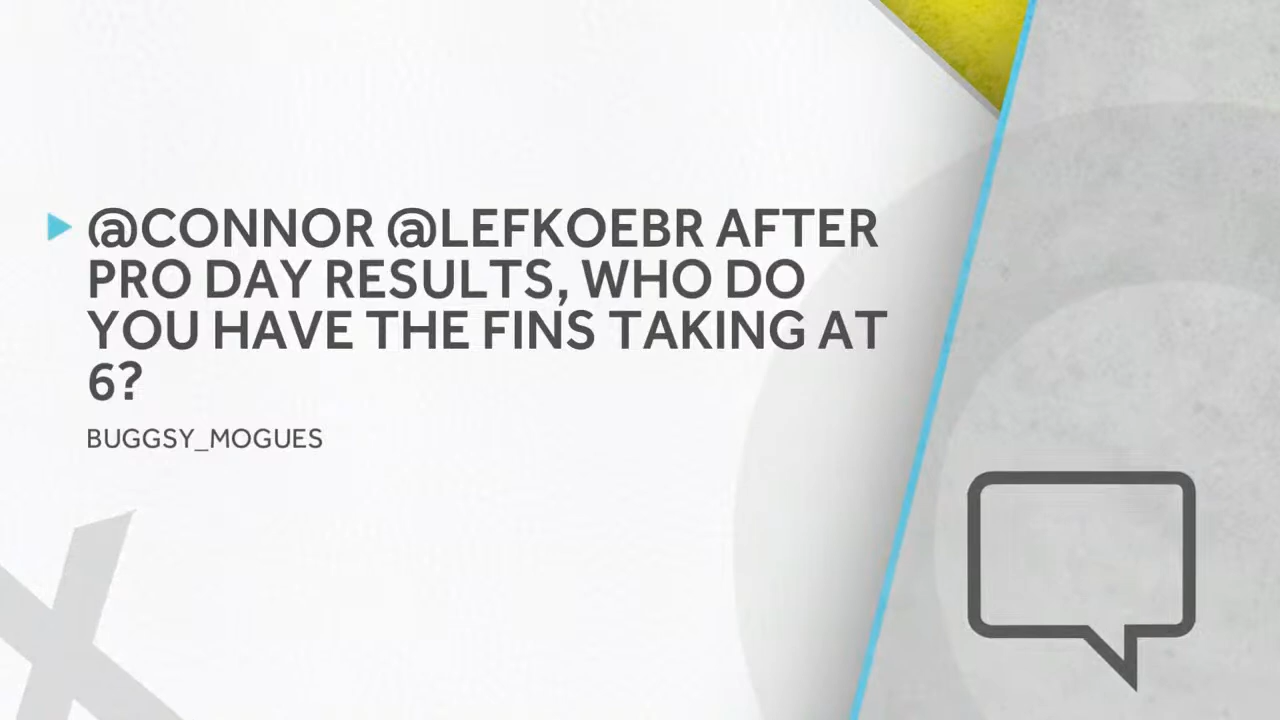 @CONNOR @LEFKOEBR AFTER
PRO DAY RESULTS, WHO DO
YOU HAVE THE FINS TAKING AT
6?
BUGGSY_MOGUES